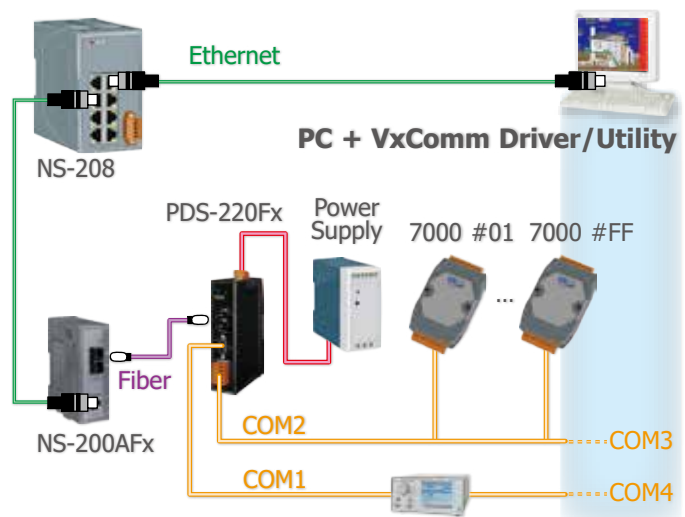 Ethernet
PC + VxComm Driver/Utility
NS-208
PDS-220Fx
Power
Supply
7000 #01
7000 #FF
...
Fiber
NS-200AFx
COM2
COM3
COM1
COM4